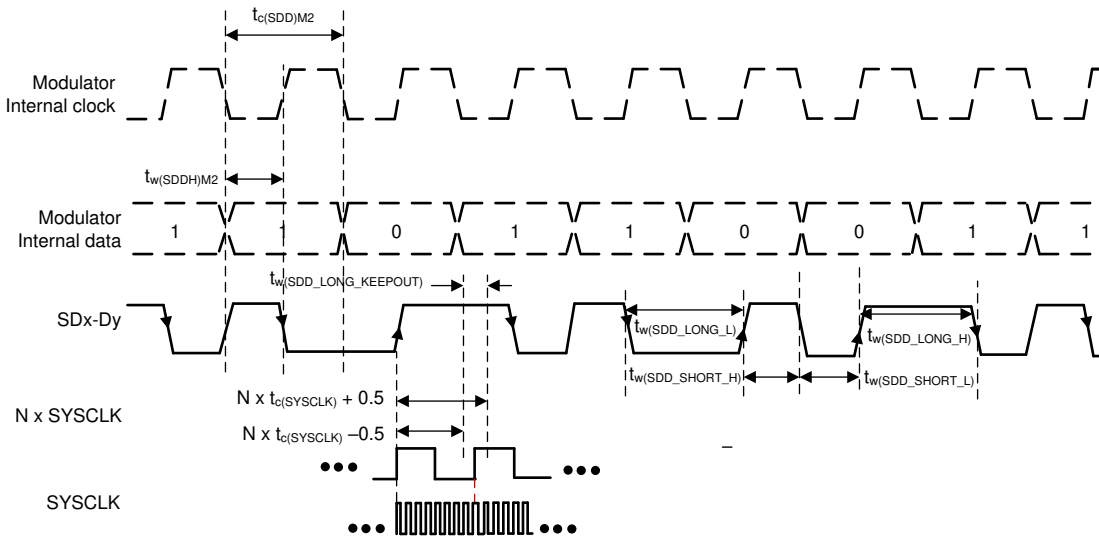 tc(SDD)M2
Modulator
Internal clock
tw(SDDH)M2
Modulator
Internal data
1 1 0 1 1 0 0 1 1
tw(SDD_LONG_KEEPOUT)
SDx-Dy
tw(SDD_LONG_L)
tw(SDD_LONG_H)
tw(SDD_SHORT_H)
tw(SDD_SHORT_L)
N x tc(SYSCLK) + 0.5
N x SYSCLK
N x tc(SYSCLK) –0.5
–
SYSCLK